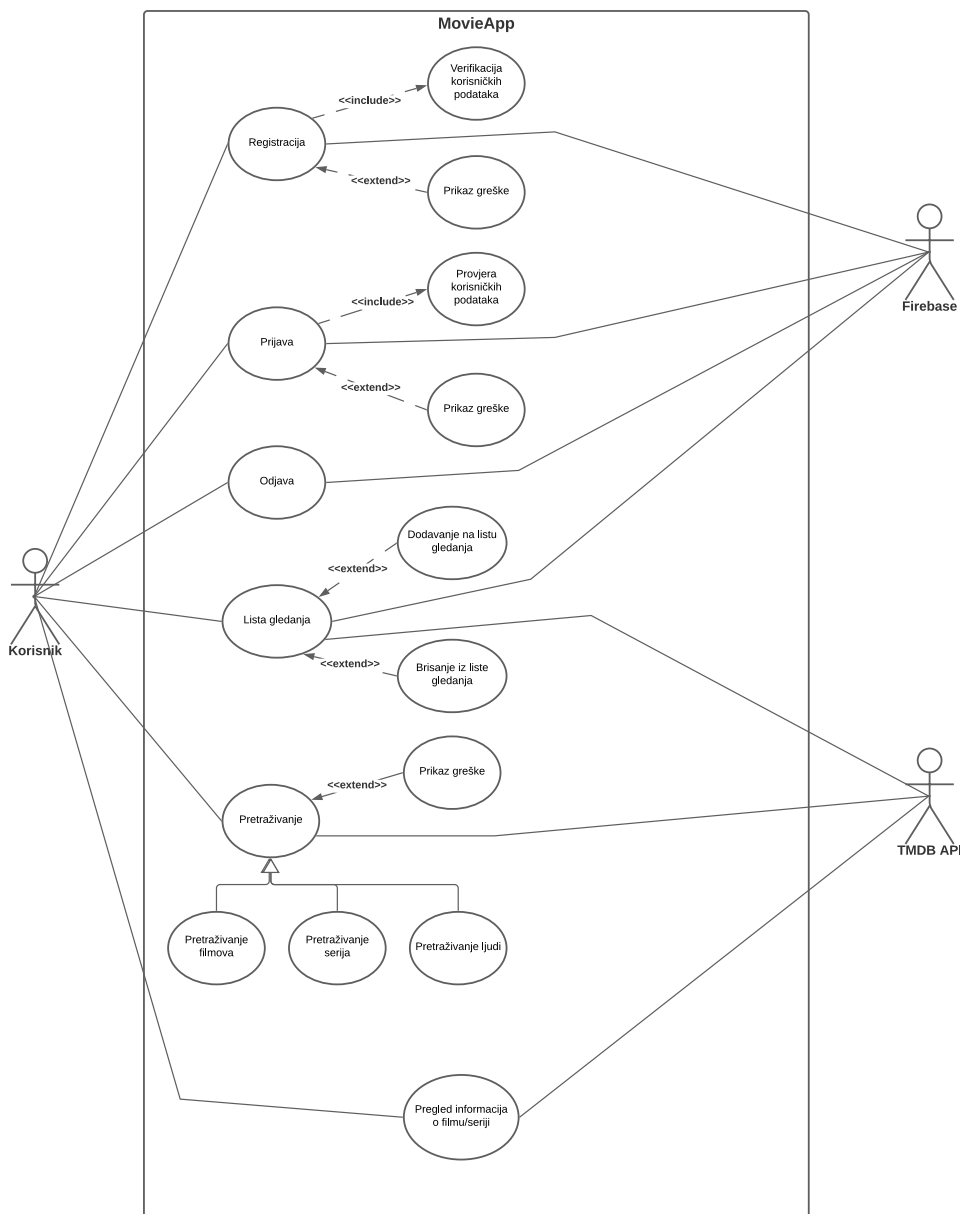 MovieApp
Verifikacija
korisničkih
podataka
<<include>>
Registracija
<<extend>>
Prikaz greške
Provjera
korisničkih
podataka
<<include>>
Firebase
Prijava
<<extend>>
Prikaz greške
Odjava
Dodavanje na listu
gledanja
<<extend>>
Lista gledanja
Korisnik
<<extend>>
Brisanje iz liste
gledanja
Prikaz greške
<<extend>>
Pretraživanje
TMDB API
Pretraživanje
filmova
Pretraživanje
serija
Pretraživanje ljudi
Pregled informacija
o filmu/seriji